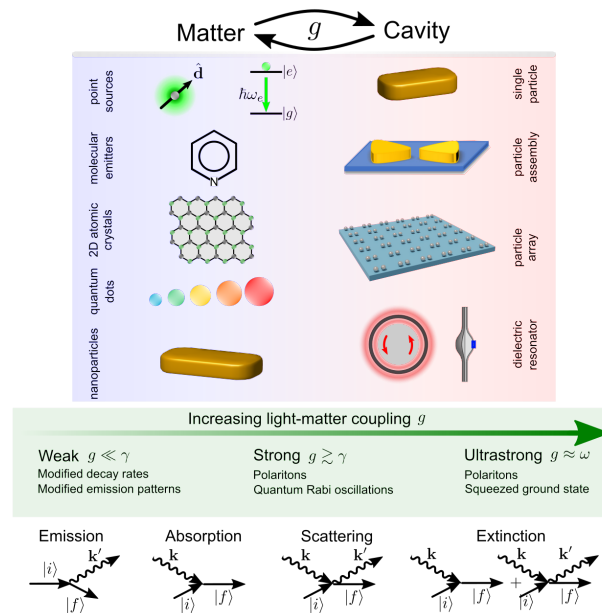 Matter g Cavity
point sources
d̂
|e⟩
ħωₑ
|g⟩
single particle
molecular emitters
N
particle assembly
2D atomic crystals
particle array
quantum dots
nanoparticles
dielectric resonator
Increasing light-matter coupling g
Weak g ≪ γ
Modified decay rates
Modified emission patterns
Strong g ≳ γ
Polaritons
Quantum Rabi oscillations
Ultrastrong g ≈ ω
Polaritons
Squeezed ground state
Emission
|i⟩
k′
|f⟩
Absorption
k
|i⟩
|f⟩
Scattering
k
k′
|i⟩
|f⟩
Extinction
k
|i⟩
|f⟩
+
k
k′
|i⟩
|f⟩